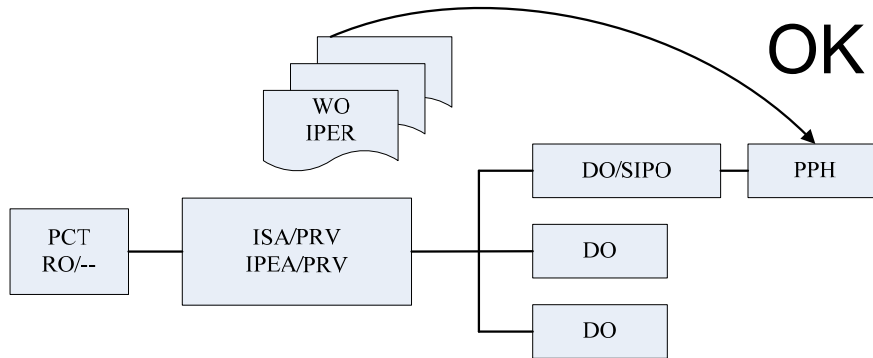 OK
WO
IPER
DO/SIPO
PPH
PCT
RO/--
ISA/PRV
IPEA/PRV
DO
DO